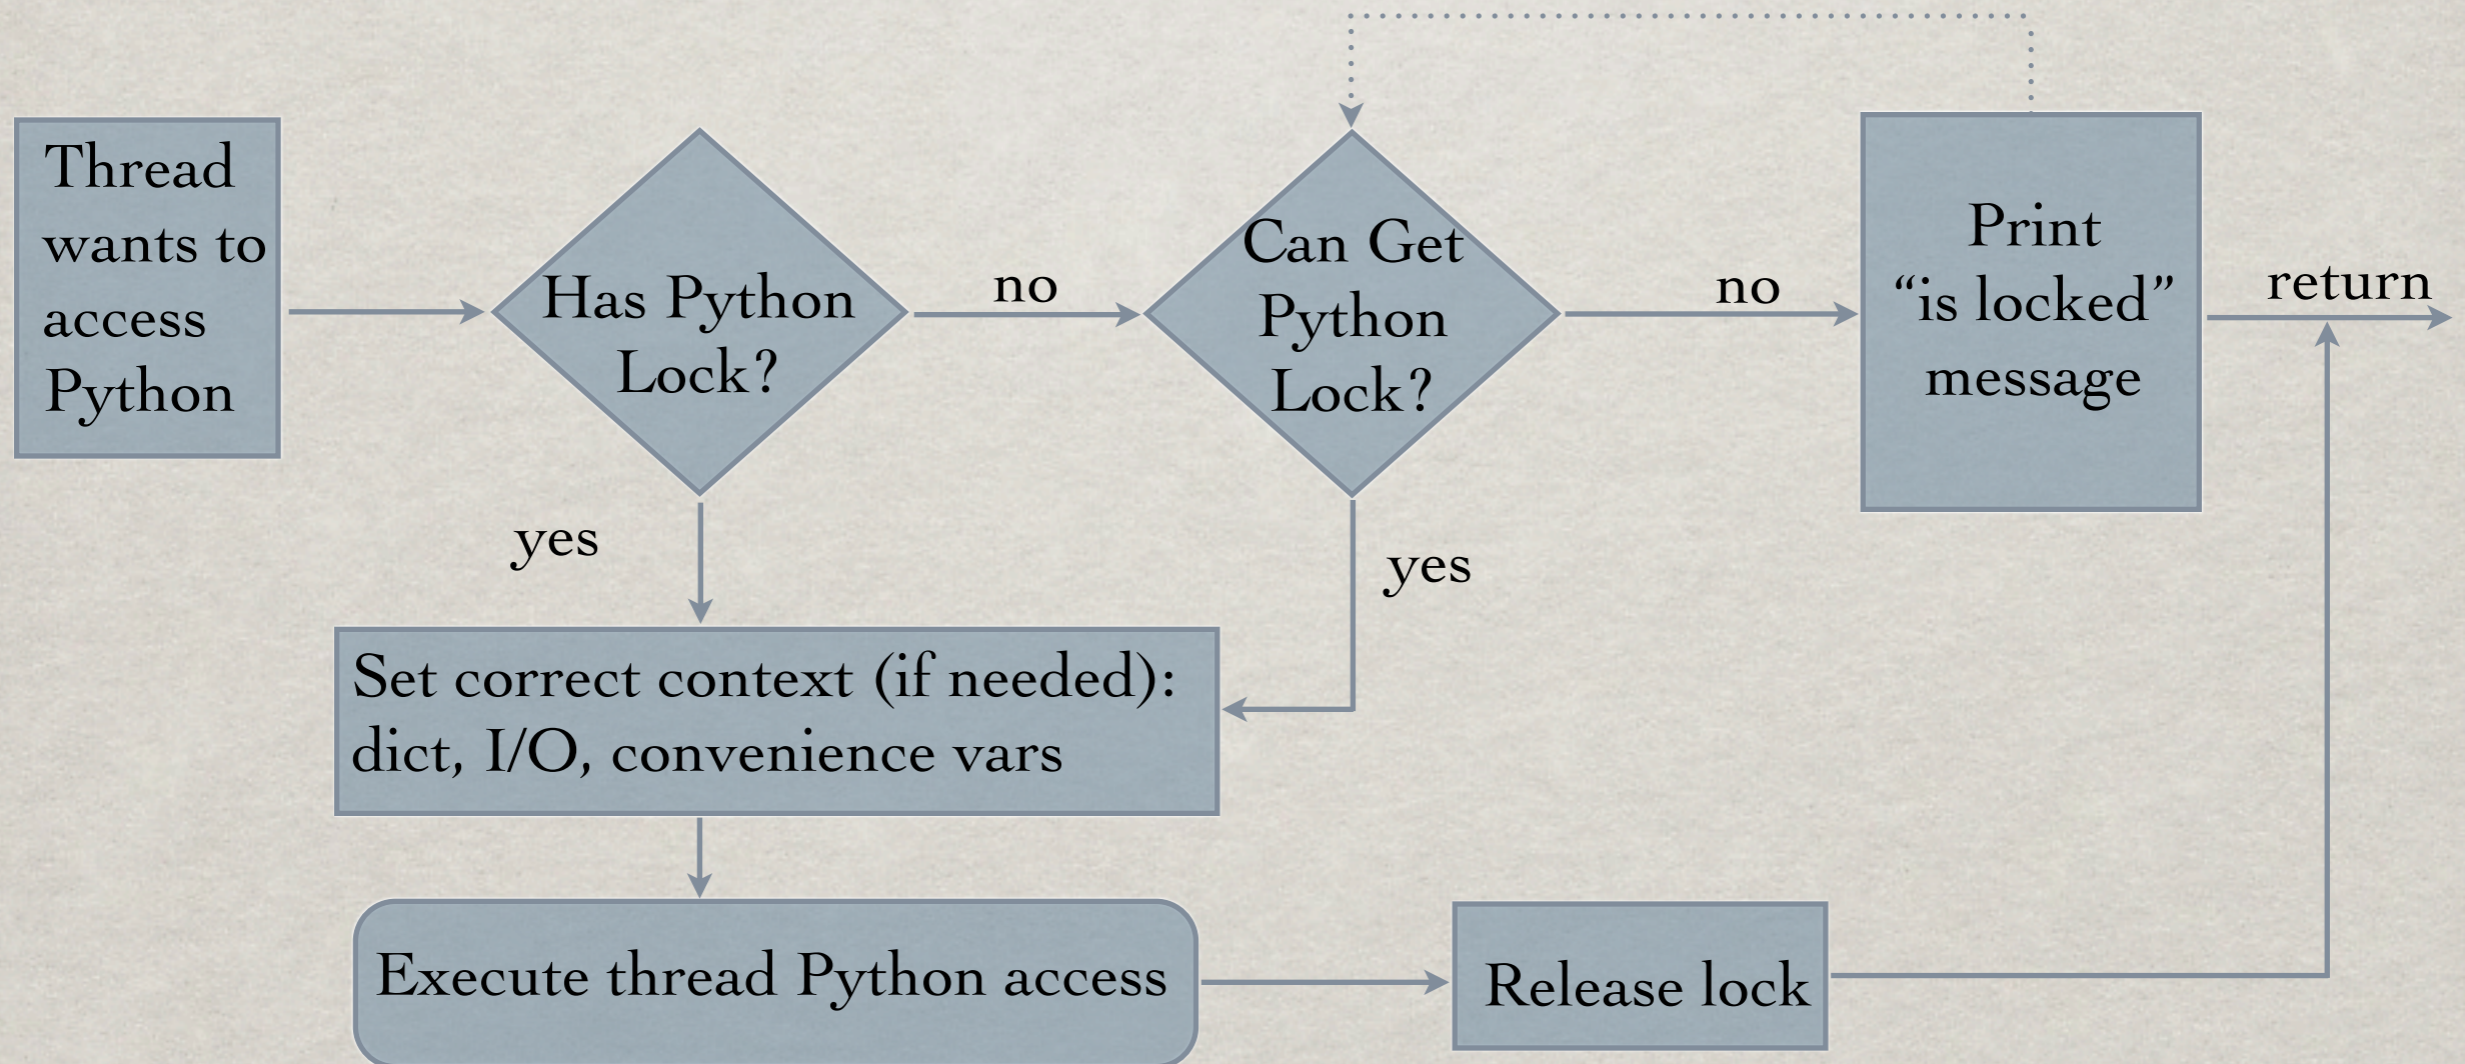 Thread
wants to
access
Python
Has Python
Lock?
no
Can Get
Python
Lock?
no
Print
“is locked”
message
return
yes
yes
Set correct context (if needed):
dict, I/O, convenience vars
Execute thread Python access
Release lock